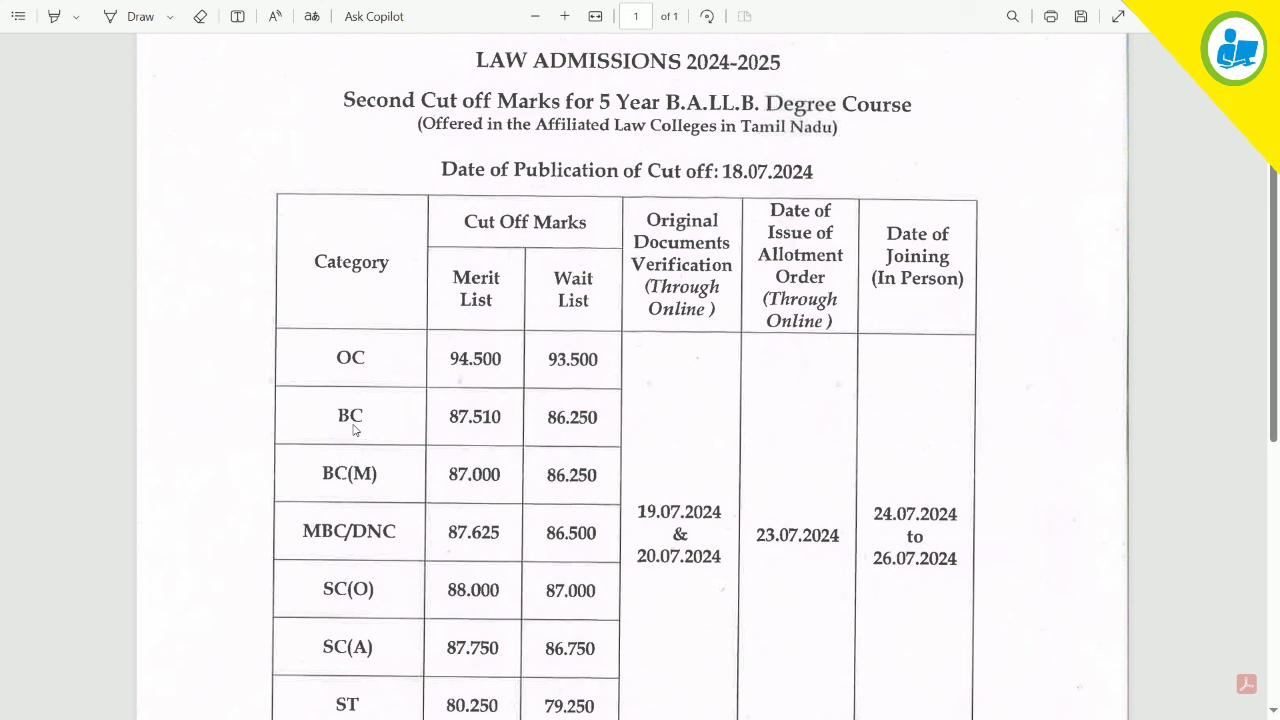 Draw
Ask Copilot
1 of 1
LAW ADMISSIONS 2024-2025
Second Cut off Marks for 5 Year B.A.LL.B. Degree Course
(Offered in the Affiliated Law Colleges in Tamil Nadu)
Date of Publication of Cut off: 18.07.2024
Category
Cut Off Marks
Merit List
Wait List
Original Documents Verification (Through Online )
Date of Issue of Allotment Order (Through Online )
Date of Joining (In Person)
OC 94.500 93.500
BC 87.510 86.250
BC(M) 87.000 86.250
MBC/DNC 87.625 86.500
SC(O) 88.000 87.000
SC(A) 87.750 86.750
ST 80.250 79.250
19.07.2024
&
20.07.2024
23.07.2024
24.07.2024
to
26.07.2024